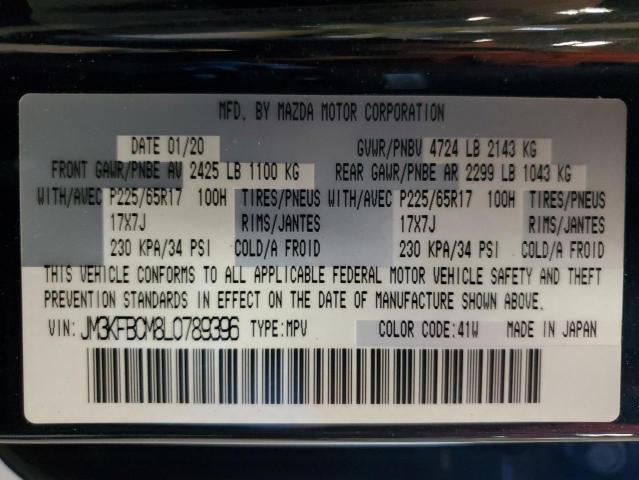 MFD. BY MAZDA MOTOR CORPORATION
DATE 01/20 GVWR/PNBV 4724 LB 2143 KG
FRONT GAWR/PNBE AV 2425 LB 1100 KG REAR GAWR/PNBE AR 2299 LB 1043 KG
WITH/AVEC P225/65R17 100H TIRES/PNEUS WITH/AVEC P225/65R17 100H TIRES/PNEUS
17X7J RIMS/JANTES 17X7J RIMS/JANTES
230 KPA/34 PSI COLD/A FROID 230 KPA/34 PSI COLD/A FROID
THIS VEHICLE CONFORMS TO ALL APPLICABLE FEDERAL MOTOR VEHICLE SAFETY AND THEFT
PREVENTION STANDARDS IN EFFECT ON THE DATE OF MANUFACTURE SHOWN ABOVE.
VIN: JM3KFBCM8L0789396 TYPE:MPV COLOR CODE:41W MADE IN JAPAN